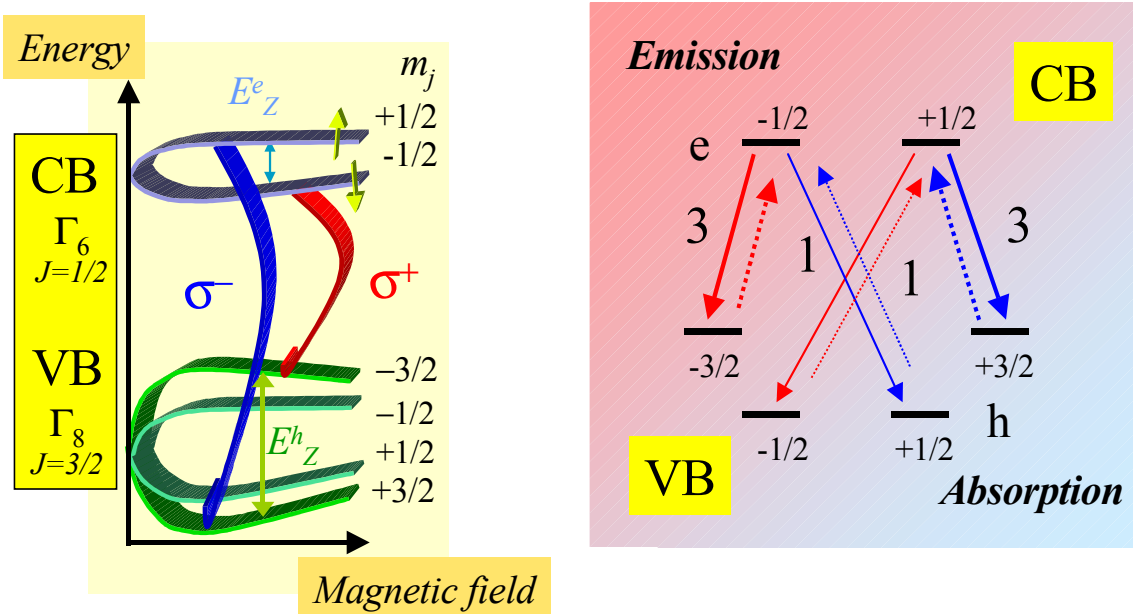 Energy
m_j
E^e_Z
+1/2
-1/2
CB
Γ_6
J=1/2
σ^−
σ^+
VB
Γ_8
J=3/2
−3/2
−1/2
+1/2
+3/2
E^h_Z
Magnetic field
Emission
CB
-1/2
+1/2
e
3
1
1
3
-3/2
+3/2
h
-1/2
+1/2
VB
Absorption